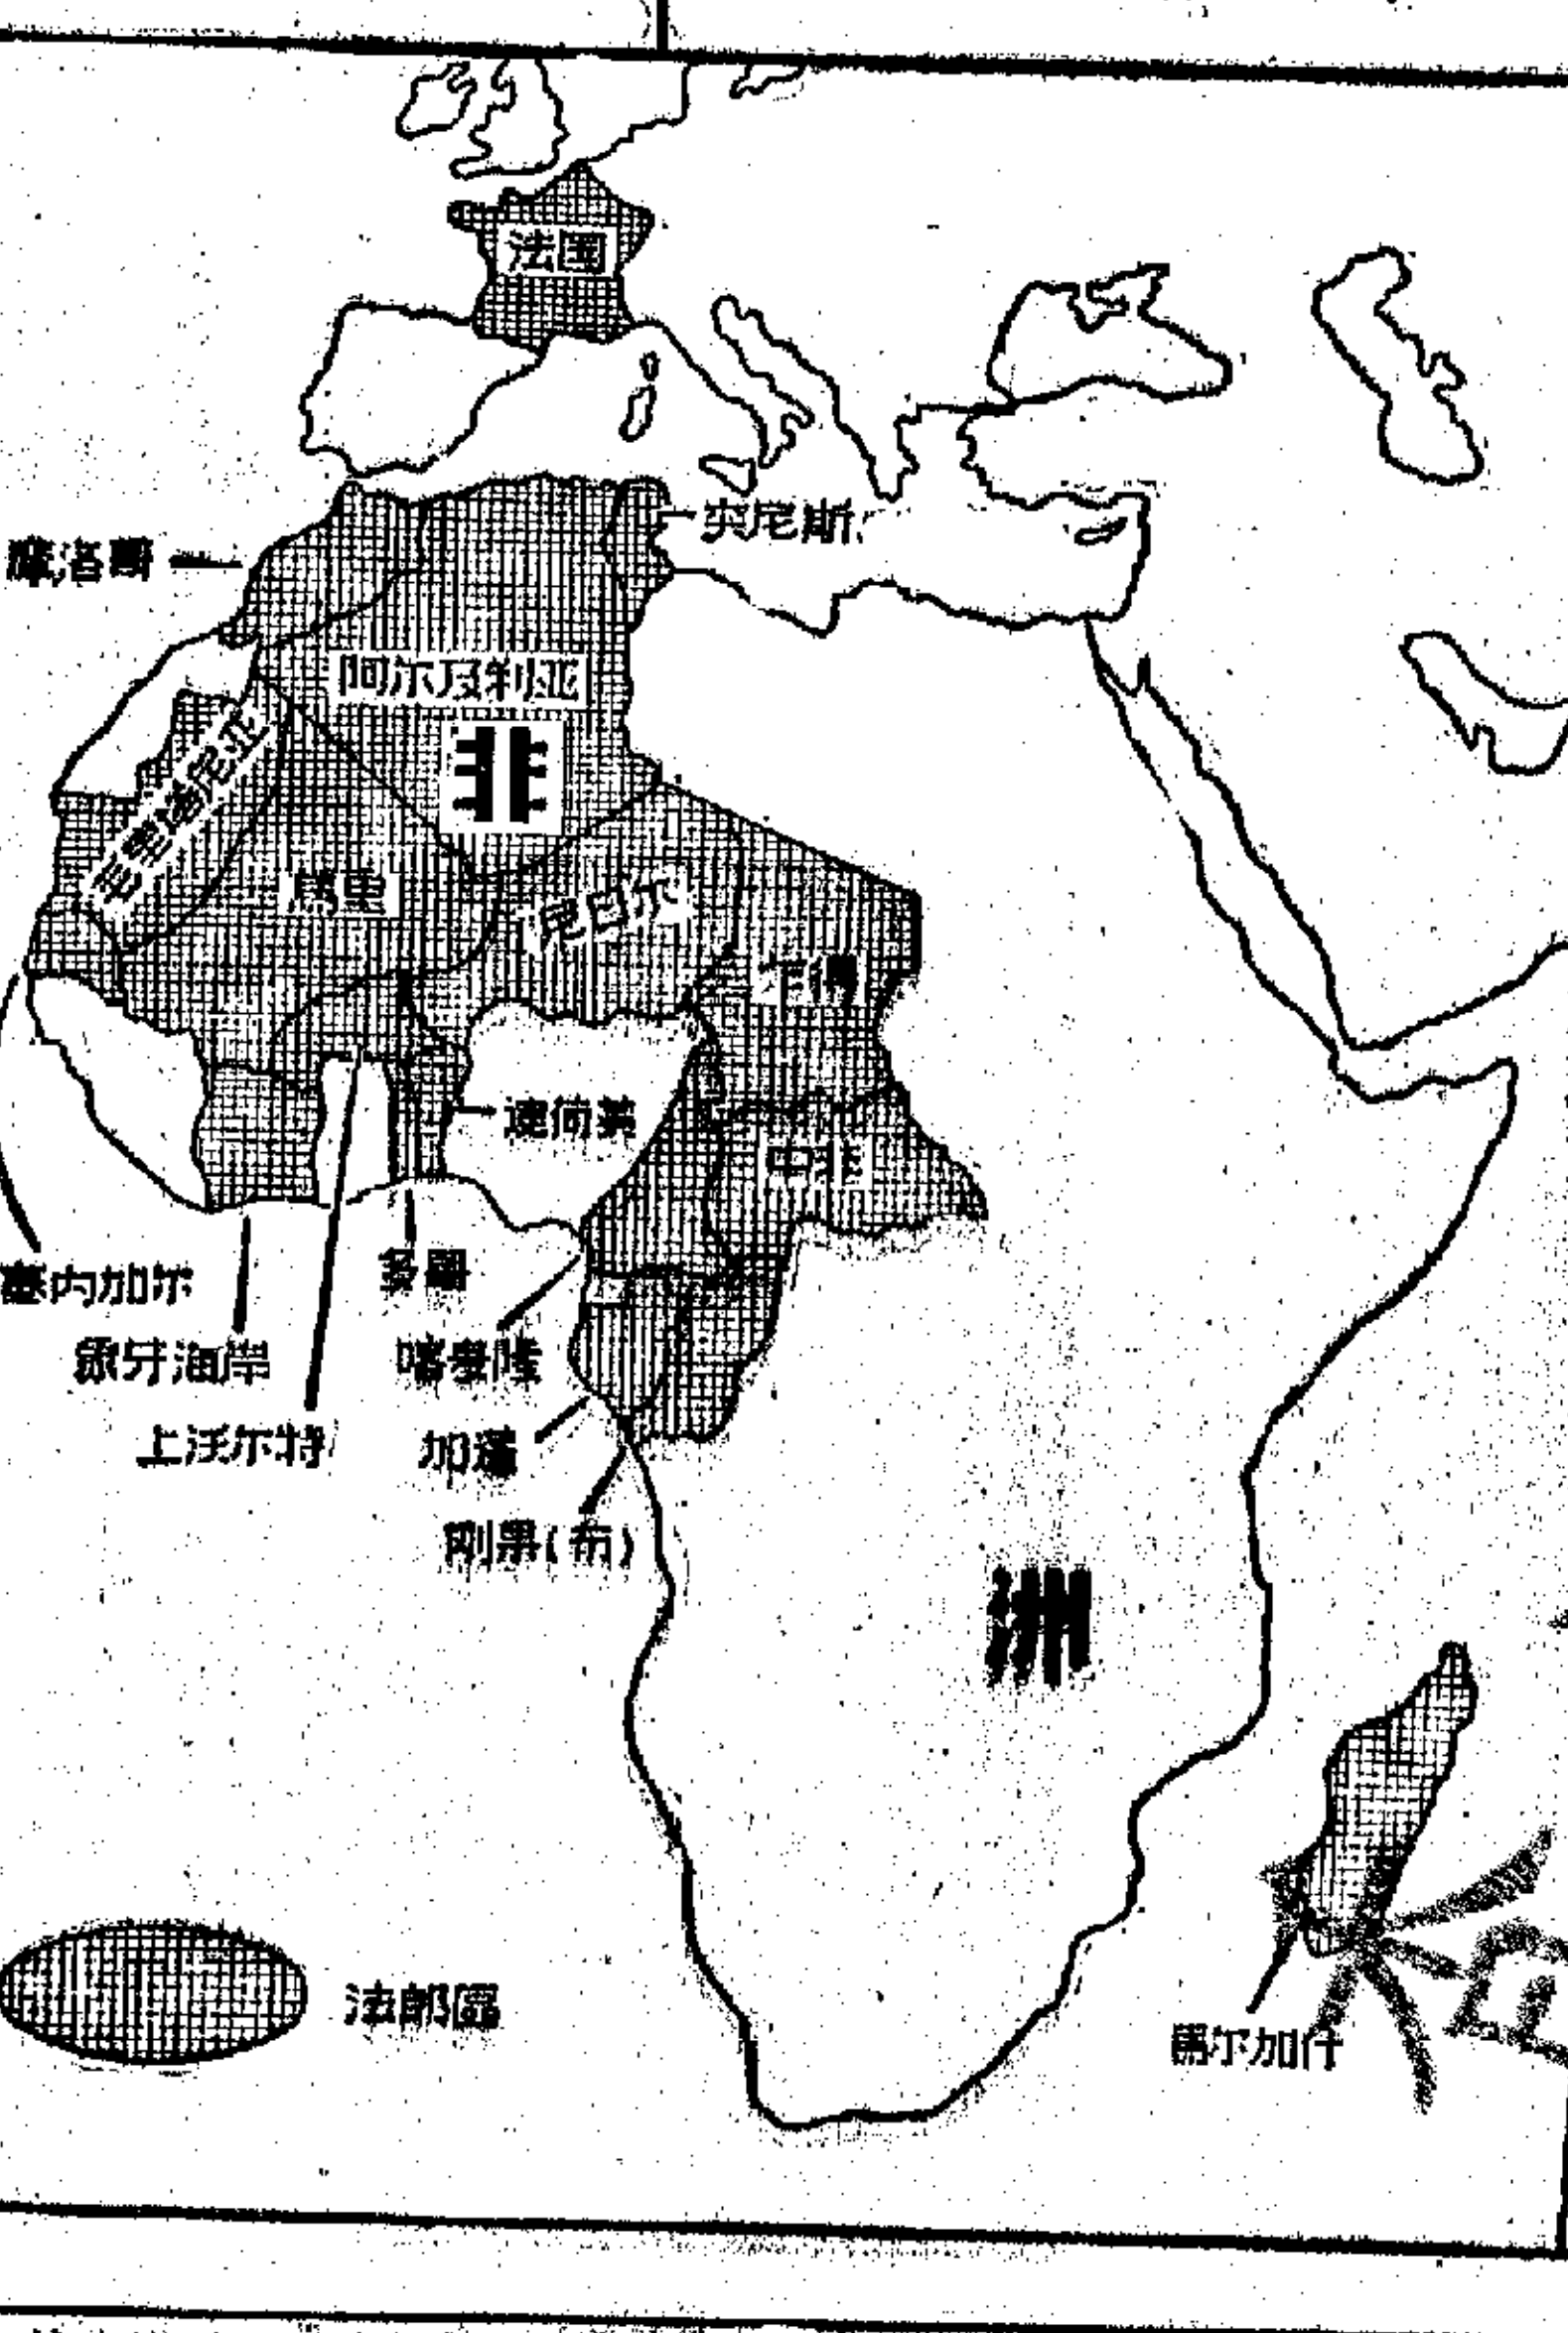 法国
突尼斯
摩洛哥
阿尔及利亚
非
毛里塔尼亚
馬里
尼日尔
乍得
達荷美
中非
塞内加尔
多哥
象牙海岸
喀麥隆
上沃尔特
加蓬
刚果(布)
洲
法郎區
馬尔加什